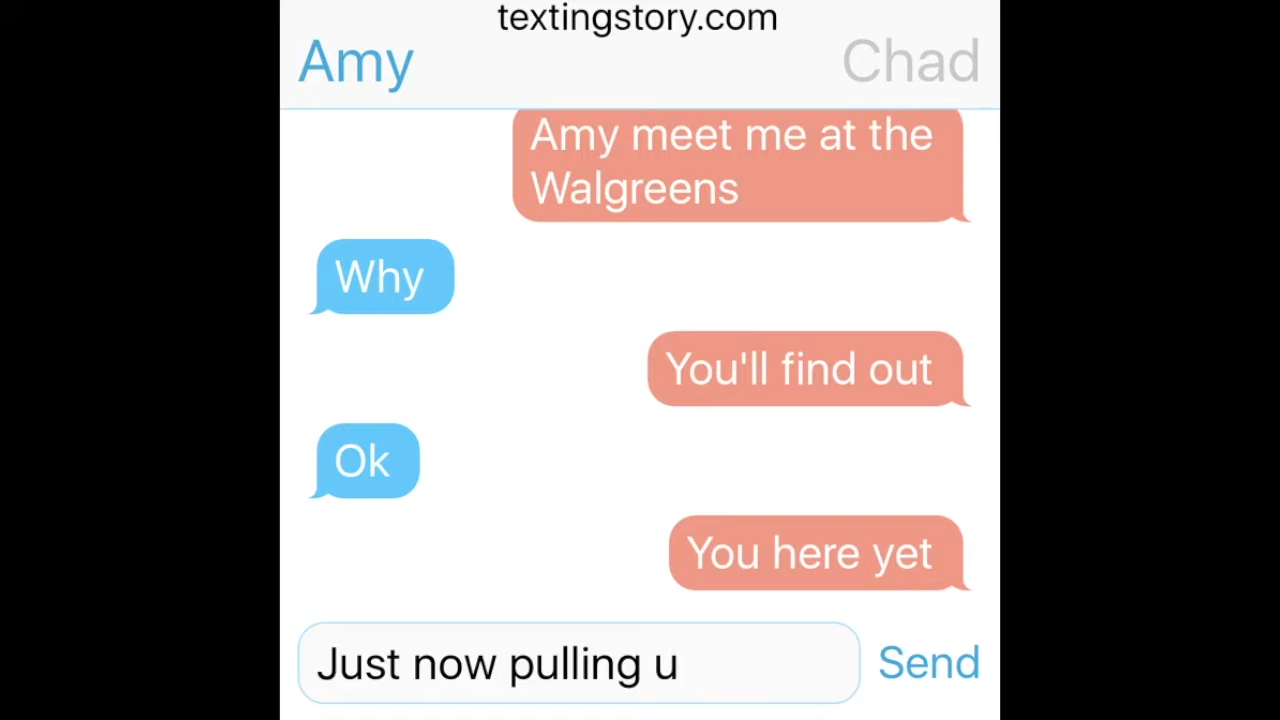 textingstory.com
Amy
Chad
Amy meet me at the
Walgreens
Why
You'll find out
Ok
You here yet
Just now pulling u
Send